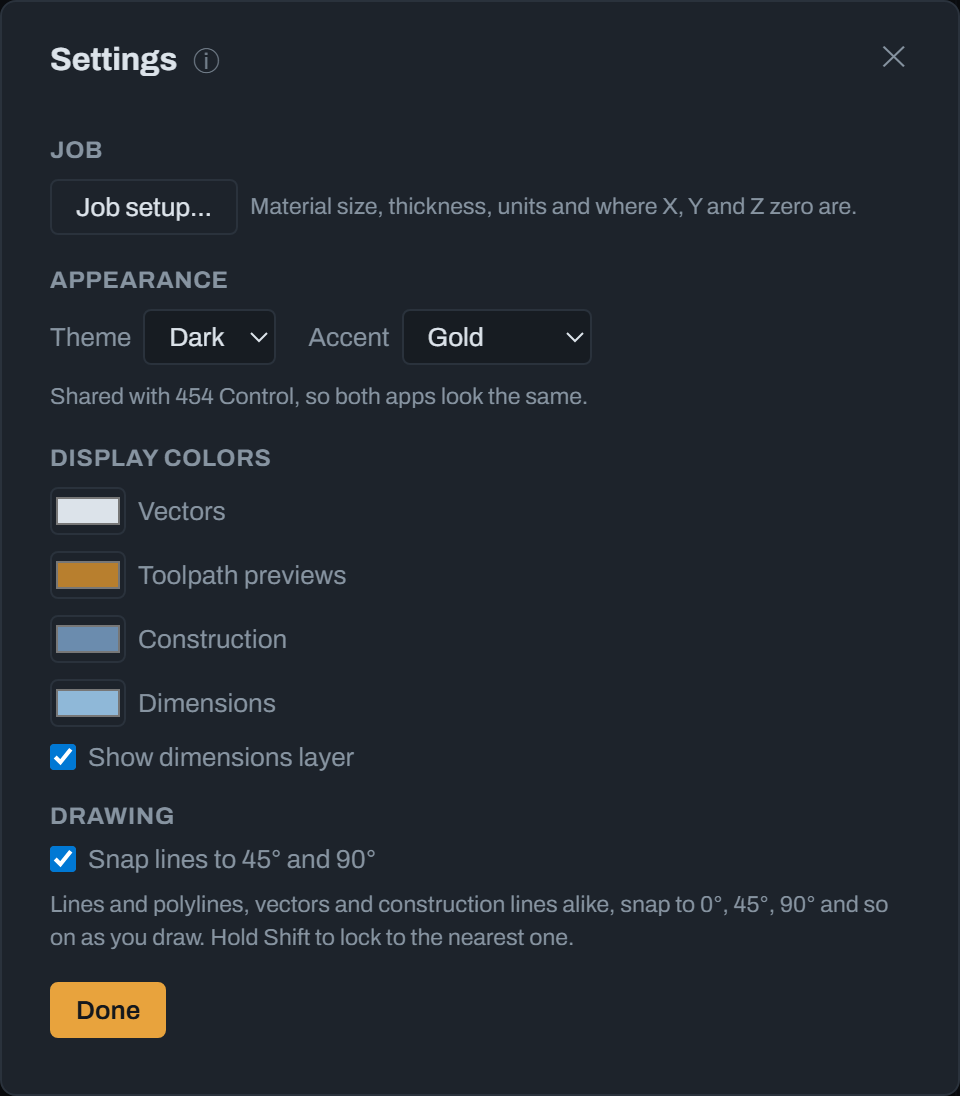 Settings ⓘ
JOB
Job setup... Material size, thickness, units and where X, Y and Z zero are.
APPEARANCE
Theme Dark Accent Gold
Shared with 454 Control, so both apps look the same.
DISPLAY COLORS
Vectors
Toolpath previews
Construction
Dimensions
Show dimensions layer
DRAWING
Snap lines to 45° and 90°
Lines and polylines, vectors and construction lines alike, snap to 0°, 45°, 90° and so
on as you draw. Hold Shift to lock to the nearest one.
Done